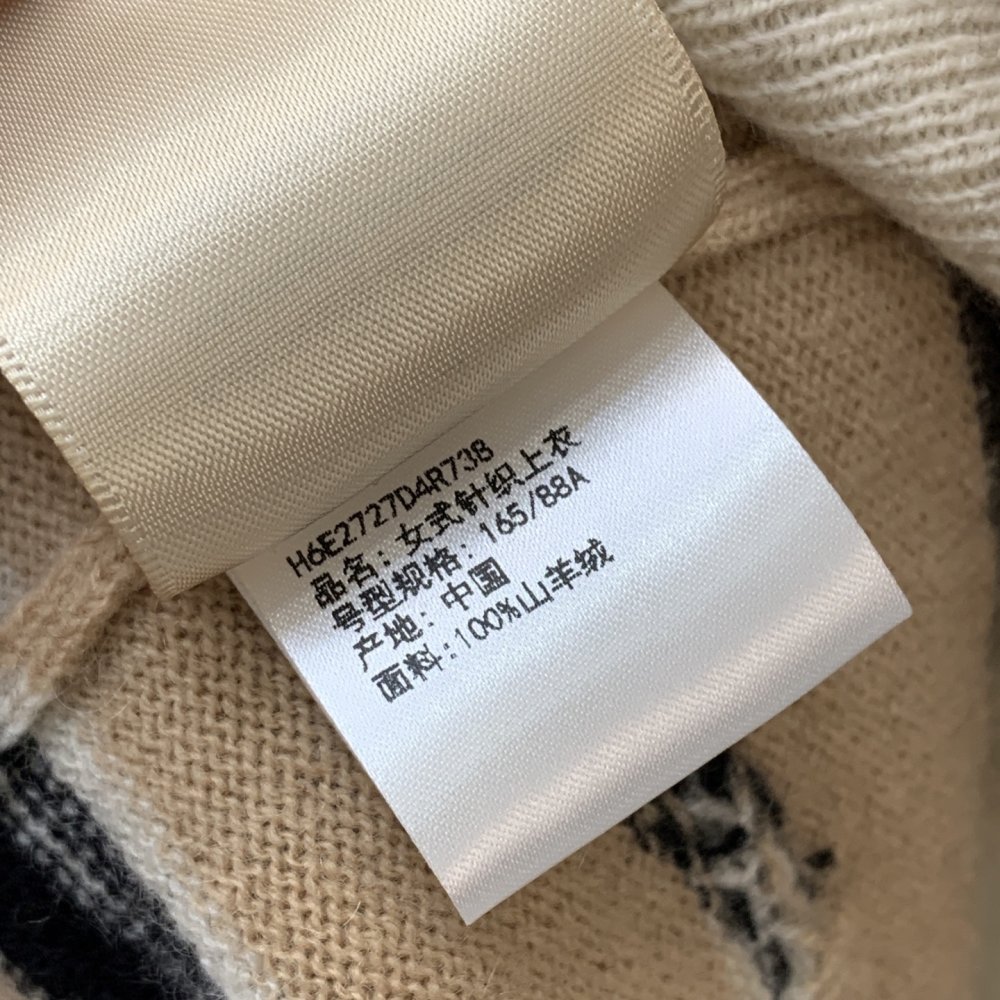 H6E2727D4R738
品名: 女式针织上衣
号型规格: 165/88A
产地: 中国
面料: 100%山羊绒